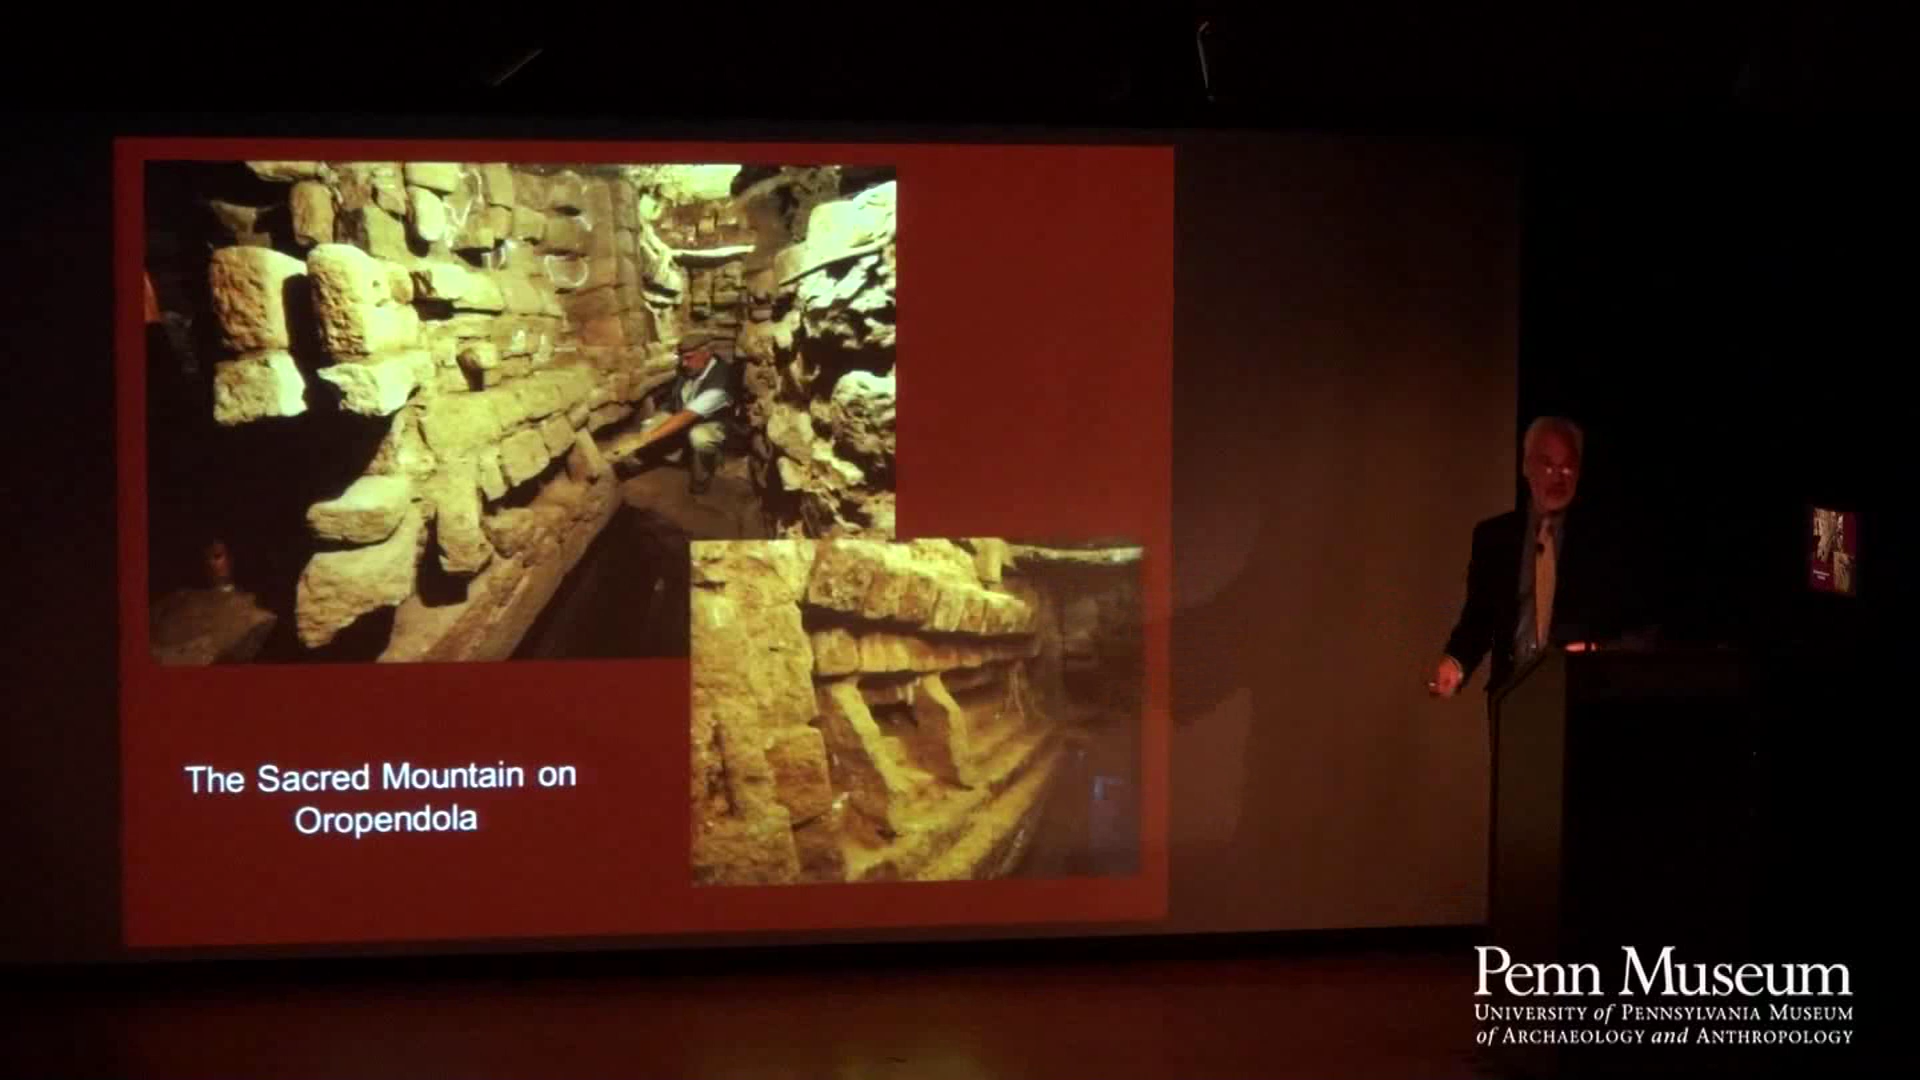 The Sacred Mountain on
Oropendola
Penn Museum
UNIVERSITY of PENNSYLVANIA MUSEUM
of ARCHAEOLOGY and ANTHROPOLOGY